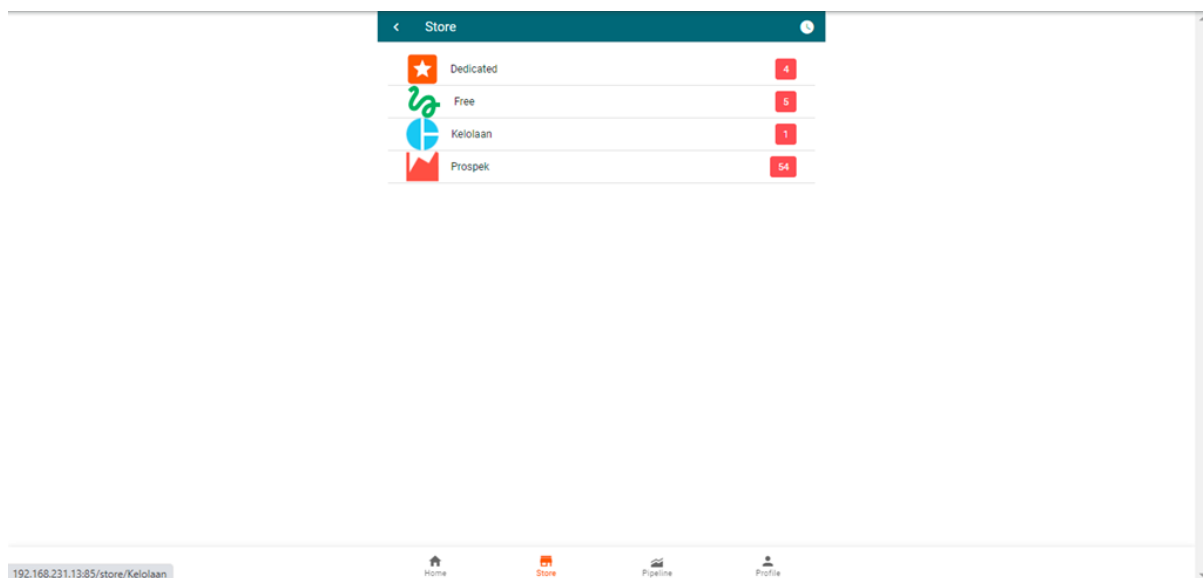 Store
Dedicated 4
Free 5
Kelolaan 1
Prospek 54
Home Store Pipeline Profile
192.168.231.13:85/store/Kelolaan